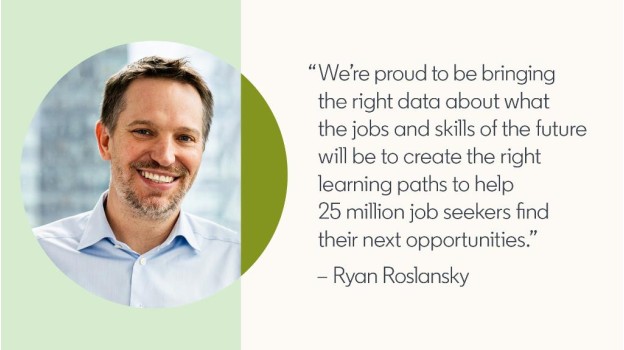 “We’re proud to be bringing
the right data about what
the jobs and skills of the future
will be to create the right
learning paths to help
25 million job seekers find
their next opportunities.”
– Ryan Roslansky